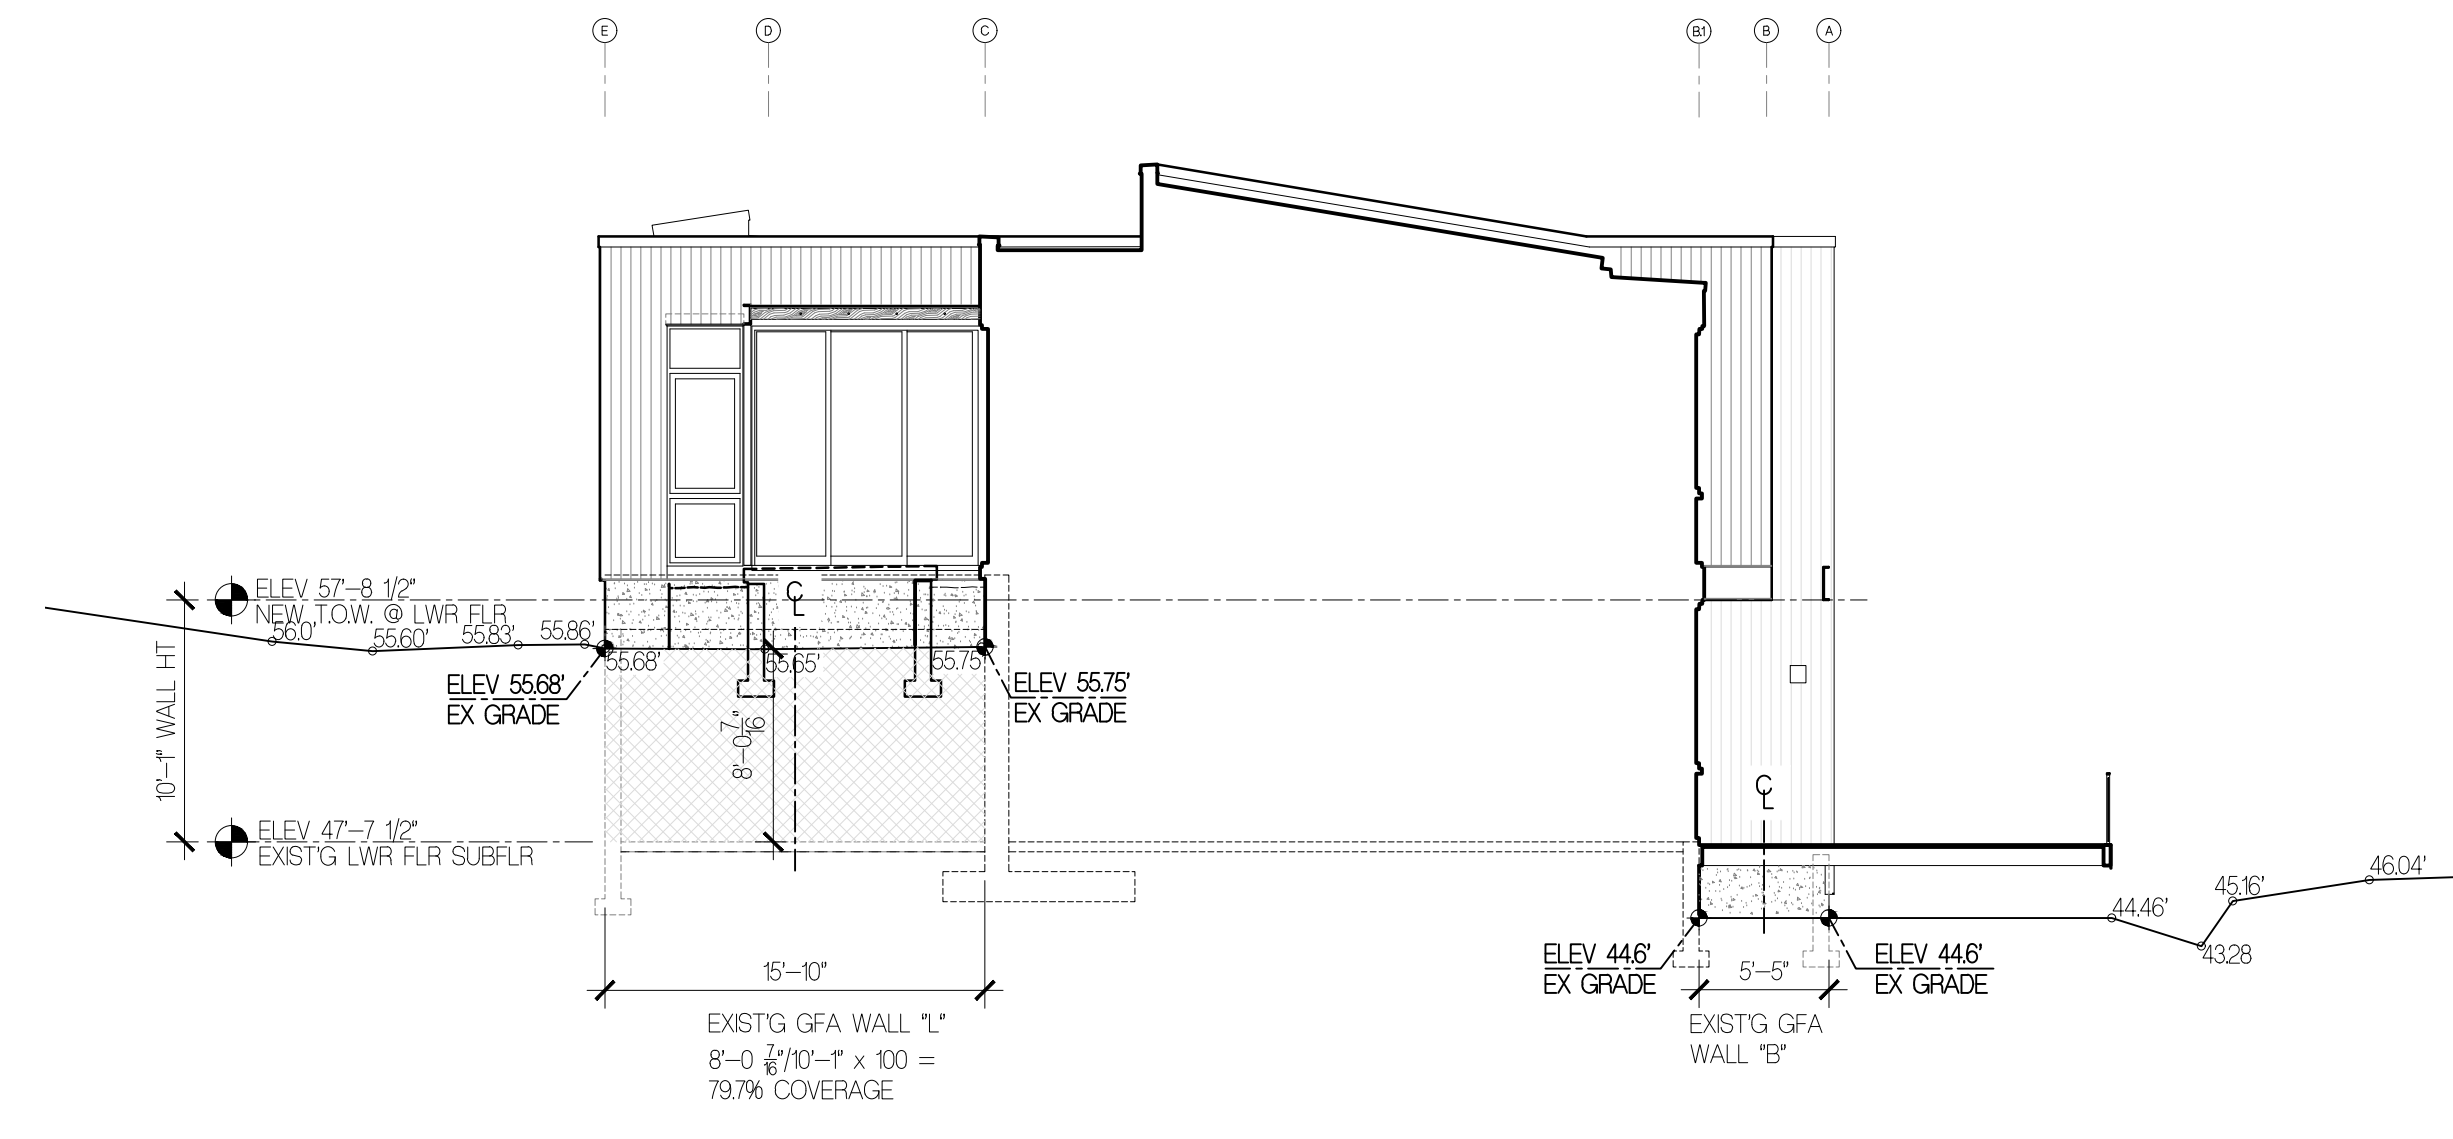 E
D
C
B.1
B
A
ELEV 57'-8 1/2"
NEW T.O.W. @ LWR FLR
56.0'
55.60'
55.83'
55.86'
55.68'
55.65'
55.75'
ELEV 55.68'
EX GRADE
ELEV 55.75'
EX GRADE
CL
10'-1" WALL HT
8'-0 7/16"
ELEV 47'-7 1/2"
EXIST'G LWR FLR SUBFLR
CL
46.04'
45.16'
44.46'
43.28
ELEV 44.6'
EX GRADE
ELEV 44.6'
EX GRADE
15'-10"
5'-5"
EXIST'G GFA WALL "L"
8'-0 7/16"/10'-1" x 100 =
79.7% COVERAGE
EXIST'G GFA
WALL "B"